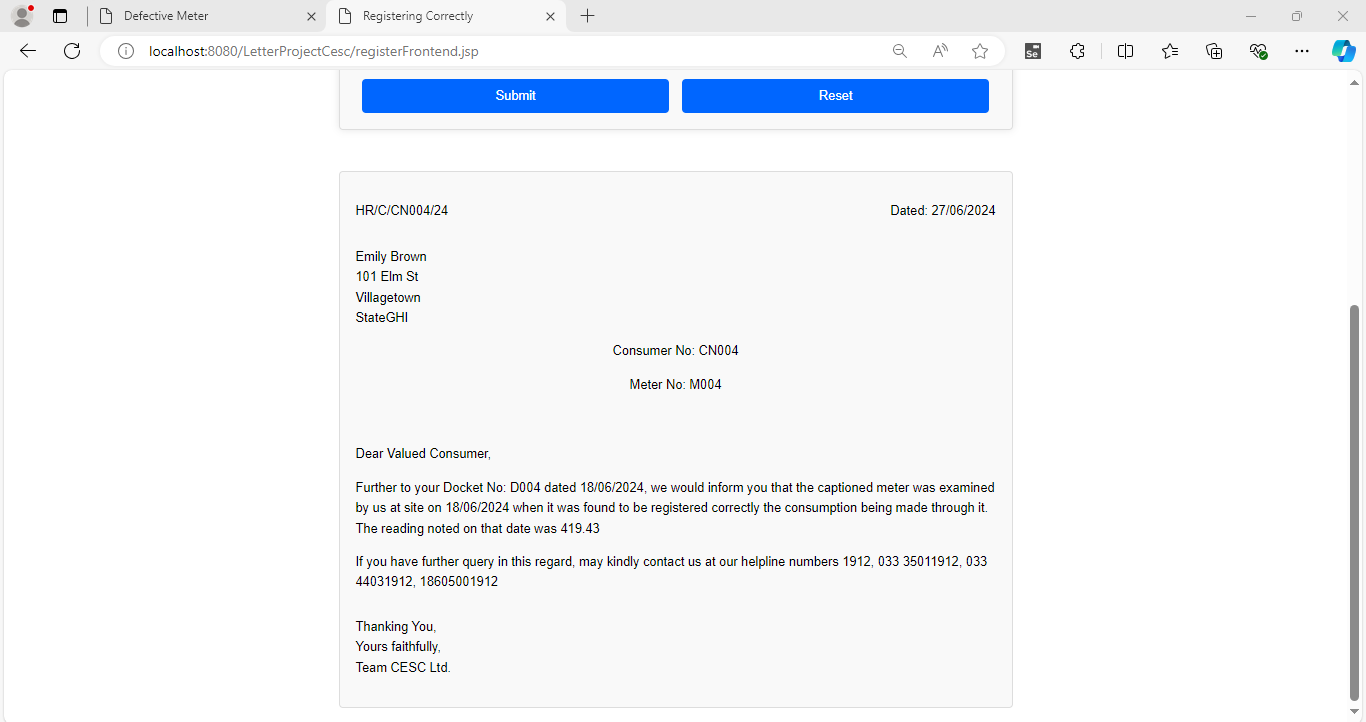 Defective Meter
Registering Correctly
localhost:8080/LetterProjectCesc/registerFrontend.jsp
Se
Submit Reset
HR/C/CN004/24 Dated: 27/06/2024
Emily Brown
101 Elm St
Villagetown
StateGHI
Consumer No: CN004
Meter No: M004
Dear Valued Consumer,
Further to your Docket No: D004 dated 18/06/2024, we would inform you that the captioned meter was examined
by us at site on 18/06/2024 when it was found to be registered correctly the consumption being made through it.
The reading noted on that date was 419.43
If you have further query in this regard, may kindly contact us at our helpline numbers 1912, 033 35011912, 033
44031912, 18605001912
Thanking You,
Yours faithfully,
Team CESC Ltd.